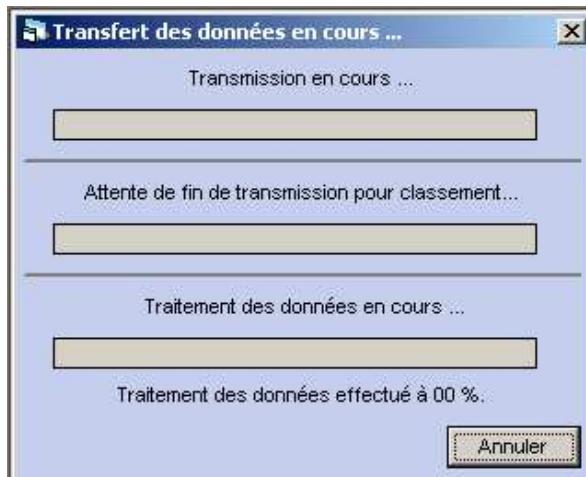 Transfert des données en cours ...
Transmission en cours ...
Attente de fin de transmission pour classement...
Traitement des données en cours ...
Traitement des données effectué à 00 %.
Annuler